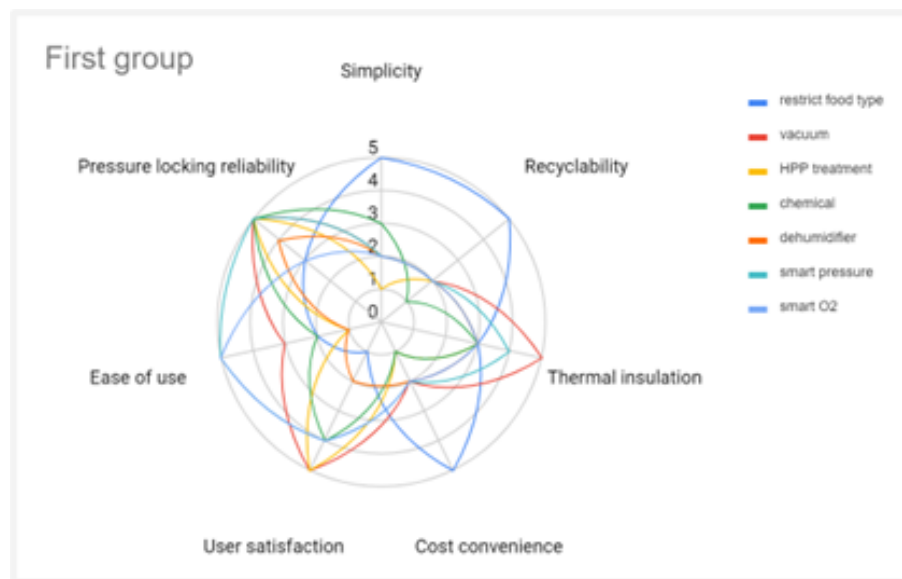 First group
Simplicity
restrict food type
vacuum
HPP treatment
chemical
dehumidifier
smart pressure
smart O2
Pressure locking reliability
Recyclability
5
4
3
2
1
0
Ease of use
Thermal insulation
User satisfaction
Cost convenience